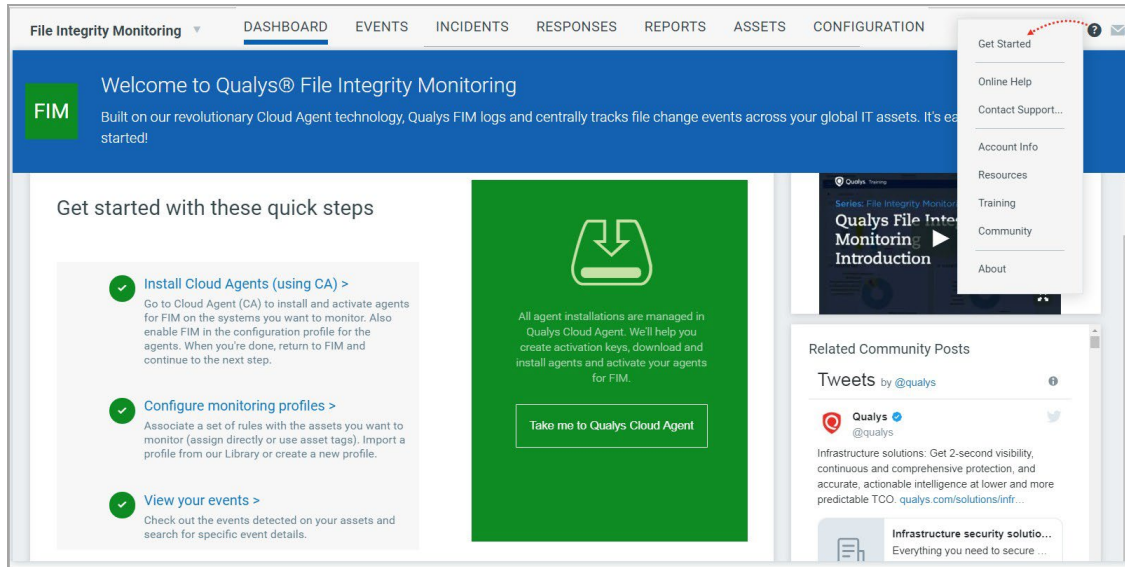 File Integrity Monitoring
DASHBOARD
EVENTS
INCIDENTS
RESPONSES
REPORTS
ASSETS
CONFIGURATION
?
Get Started
Online Help
Contact Support...
Account Info
Resources
Training
Community
About
FIM
Welcome to Qualys® File Integrity Monitoring
Built on our revolutionary Cloud Agent technology, Qualys FIM logs and centrally tracks file change events across your global IT assets. It's
started!
Get started with these quick steps
Install Cloud Agents (using CA) >
Go to Cloud Agent (CA) to install and activate agents
for FIM on the systems you want to monitor. Also
enable FIM in the configuration profile for the
agents. When you're done, return to FIM and
continue to the next step.
Configure monitoring profiles >
Associate a set of rules with the assets you want to
monitor (assign directly or use asset tags). Import a
profile from our Library or create a new profile.
View your events >
Check out the events detected on your assets and
search for specific event details.
All agent installations are managed in
Qualys Cloud Agent. We'll help you
create activation keys, download and
install agents and activate your agents
for FIM.
Take me to Qualys Cloud Agent
Qualys. Training
Series: File Integrity
Qualys File
Monitoring
Introduction
Related Community Posts
Tweets by @qualys
Qualys
@qualys
Infrastructure solutions: Get 2-second visibility,
continuous and comprehensive protection, and
accurate, actionable intelligence at lower and more
predictable TCO. qualys.com/solutions/infr…
Infrastructure security solutio...
Everything you need to secure …